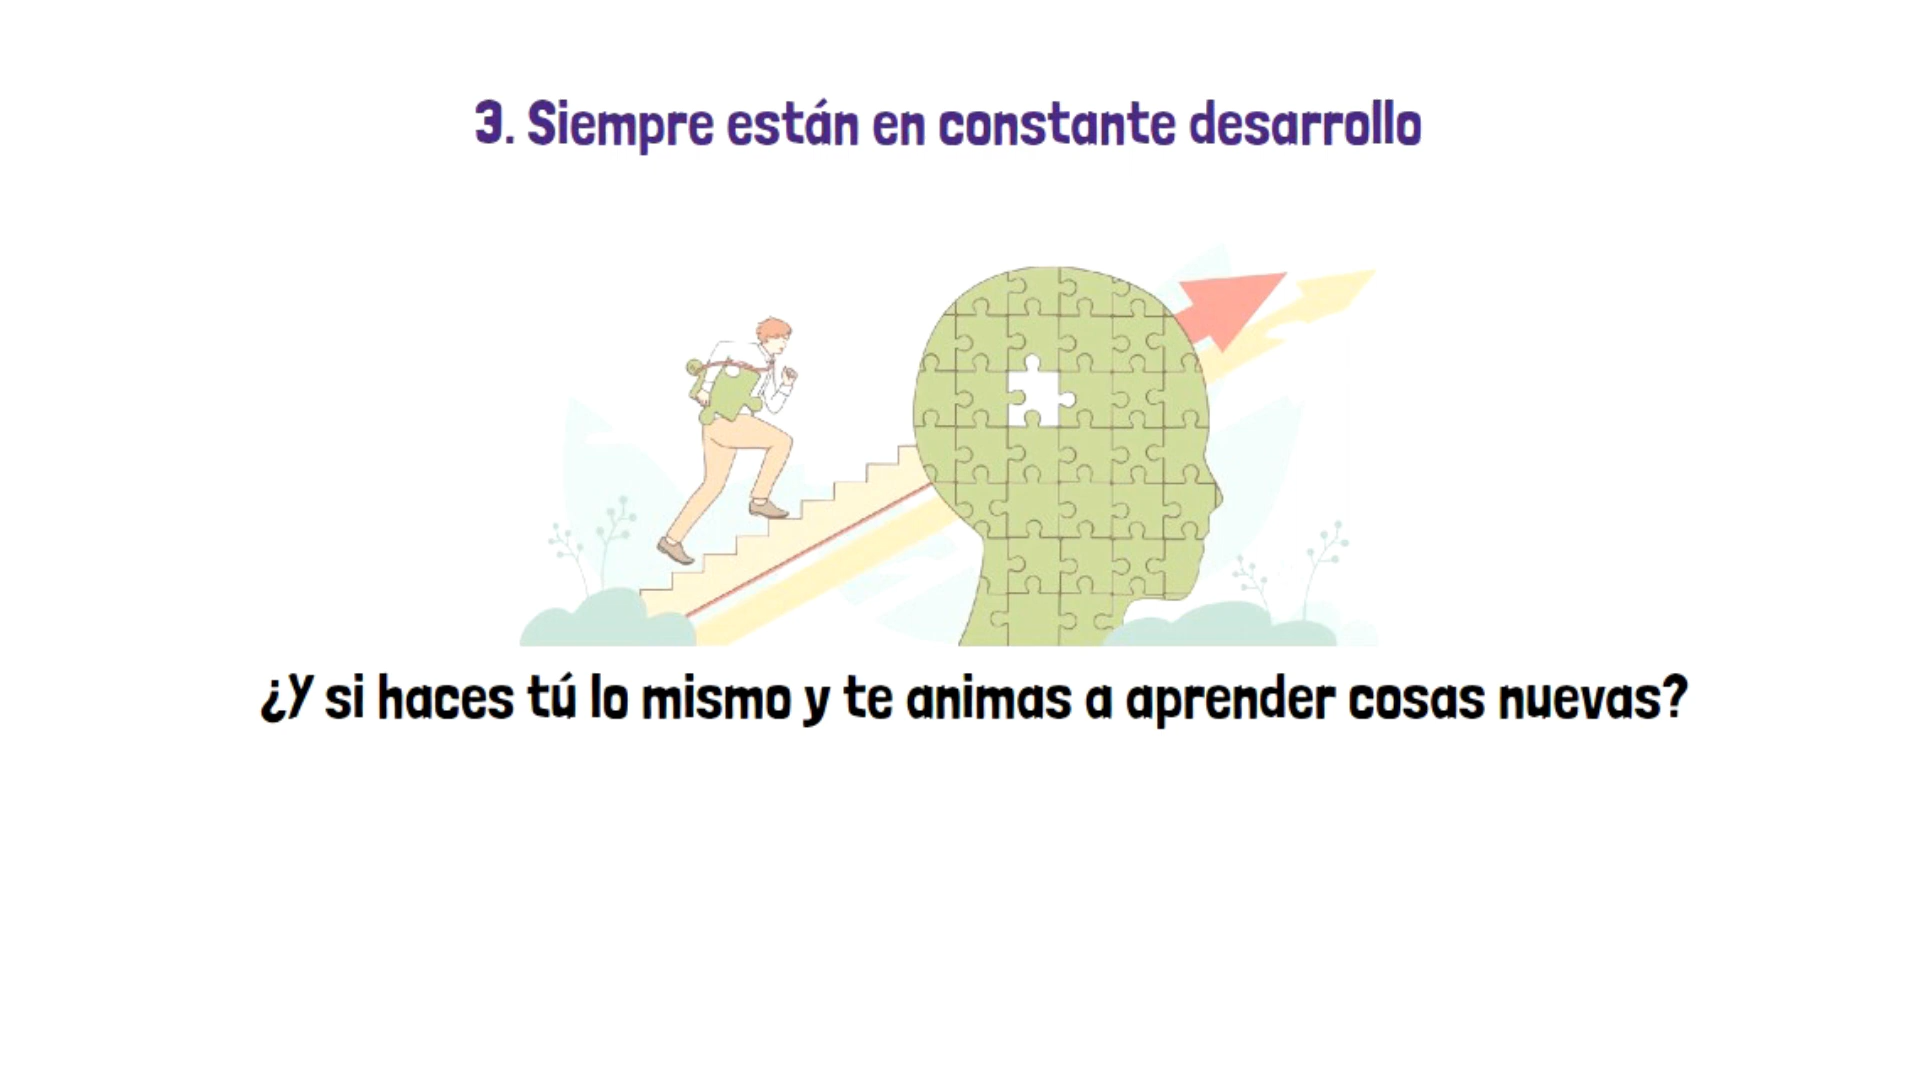 3. Siempre están en constante desarrollo
¿Y si haces tú lo mismo y te animas a aprender cosas nuevas?